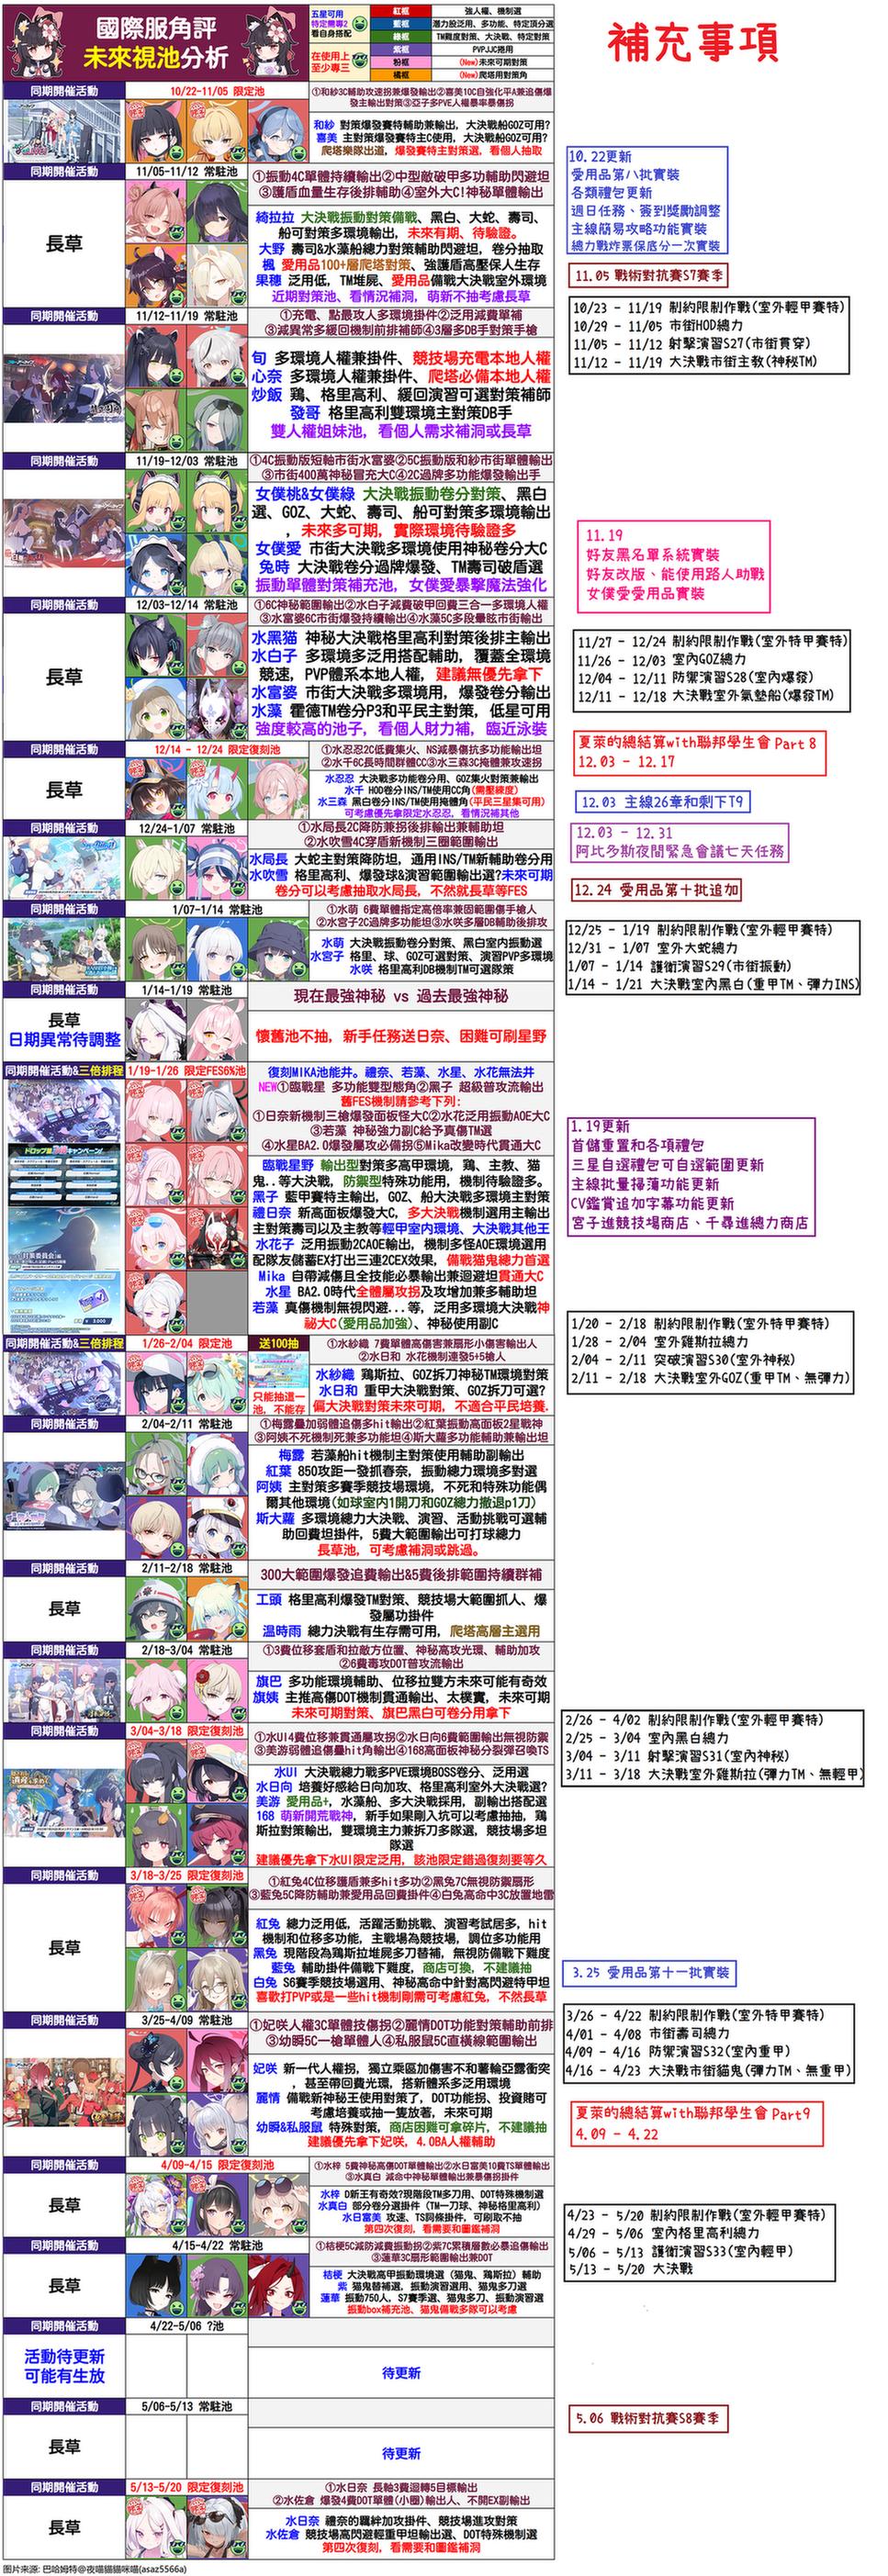 國際服角評
未來視池分析
五星可用
特定需專2
看自身搭配
在使用上
至少專三
紅框 強人權、機制選
藍框 潛力股泛用、多功能、特定頂分選
綠框 TM難度對策、大決戰、特定對策
紫框 PVPJJC捲用
粉框 (New)未來可期對策
橘框 (New)爬塔用對策角
補充事項
同期開催活動 10/22-11/05 限定池
①和紗3C輔助攻速拐兼爆發輸出②喜美10C自強化平A兼追傷爆
發主輸出對策③亞子多PVE人權暴率暴傷拐
和紗 對策爆發賽特輔助兼輸出，大決戰船GOZ可用?
喜美 主對策爆發賽特主C使用，大決戰船GOZ可用?
爬塔樂隊出道，爆發賽特主對策選，看個人抽取
10.22更新
愛用品第八批實裝
各類禮包更新
週日任務、簽到獎勵調整
主線簡易攻略功能實裝
總力戰炸票保底分一次實裝
同期開催活動 11/05-11/12 常駐池
①振動4C單體持續輸出②中型敵破甲多功輔助閃避坦
③護盾血量生存後排輔助④室外大C!神秘單體輸出
長草
綺拉拉 大決戰振動對策備戰、黑白、大蛇、壽司、
船可對策多環境輸出，未來有期、待驗證。
大野 壽司&水藻船總力對策輔助閃避坦，卷分抽取
楓 愛用品100+層爬塔對策、強護盾高壓保人生存
果穗 泛用低，TM堆屍、愛用品備戰大決戰室外環境
近期對策池、看情況補洞，萌新不抽考慮長草
11.05 戰術對抗賽S7賽季
10/23 - 11/19 制約限制作戰(室外輕甲賽特)
10/29 - 11/05 市街HOD總力
11/05 - 11/12 射擊演習S27(市街貫穿)
11/12 - 11/19 大決戰市街主教(神秘TM)
同期開催活動 11/12-11/19 常駐池
①充電、點最攻人多環境掛件②泛用減費單補
③減異常多緩回機制前排補師④3層多DB手對策手槍
旬 多環境人權兼掛件、競技場充電本地人權
心奈 多環境人權兼掛件、爬塔必備本地人權
炒飯 鶏、格里高利、緩回演習可選對策補師
發哥 格里高利雙環境主對策DB手
雙人權姐妹池，看個人需求補洞或長草
同期開催活動 11/19-12/03 常駐池
①4C振動版短軸市街水富婆②5C振動版和紗市街單體輸出
③市街400萬神秘冒充大C④2C過牌多功能爆發輸出手
女僕桃&女僕綠 大決戰振動卷分對策、黑白
選、GOZ、大蛇、壽司、船可對策多環境輸出
，未來多可期，實際環境待驗證多
女僕愛 市街大決戰多環境使用神秘卷分大C
兔時 大決戰卷分過牌爆發、TM壽司破盾選
振動單體對策補充池，女僕愛暴擊魔法強化
11.19
好友黑名單系統實裝
好友改版、能使用路人助戰
女僕愛愛用品實裝
同期開催活動 12/03-12/14 常駐池
①6C神秘範圍輸出②水白子減費破甲回費三合一多環境人權
③水富婆6C市街爆發持續輸出④水藻5C多段暈眩市街輸出
長草
水黑猫 神秘大決戰格里高利對策後排主輸出
水白子 多環境多泛用搭配輔助，覆蓋全環境
競速，PVP體系本地人權，建議無優先拿下
水富婆 市街大決戰多環境用，爆發卷分輸出
水藻 霍德TM卷分P3和平民主對策，低星可用
強度較高的池子，看個人財力補，臨近泳裝
11/27 - 12/24 制約限制作戰(室外特甲賽特)
11/26 - 12/03 室內GOZ總力
12/04 - 12/11 防禦演習S28(室內爆發)
12/11 - 12/18 大決戰室外氣墊船(爆發TM)
夏萊的總結算with聯邦學生會 Part 8
12.03 - 12.17
同期開催活動 12/14 - 12/24 限定復刻池
①水忍忍2C低費集火、NS減暴傷抗多功能輸出坦
②水千6C長時間群體CC③水三森3C掩體兼攻速拐
長草
水忍忍 大決戰多功能卷分用、GOZ集火對策兼輸出
水千 HOD卷分INS/TM使用CC角(需壓練度)
水三森 黑白卷分INS/TM使用掩體角(平民三星集可用)
可考慮優先拿限定水忍忍，看情況補其他
12.03 主線26章和剩下T9
12.03 - 12.31
阿比多斯夜間緊急會議七天任務
同期開催活動 12/24-1/07 常駐池
①水局長2C降防兼拐後排輸出兼輔助坦
②水吹雪4C穿盾新機制三圈範圍輸出
水局長 大蛇主對策降防坦，通用INS/TM新輔助卷分用
水吹雪 格里高利、爆發球&演習範圍輸出選?未來可期
卷分可以考慮抽取水局長，不然就長草等FES
12.24 愛用品第十批追加
同期開催活動 1/07-1/14 常駐池
①水萌 6費單體指定高倍率兼固範圍傷手槍人
②水宮子2C過牌多功能坦③水咲多層DB輔助後排攻
水萌 大決戰振動卷分對策、黑白室内振動選
水宮子 格里、球、GOZ可選對策、演習PVP多環境
水咲 格里高利DB機制TM可選隊策
12/25 - 1/19 制約限制作戰(室外輕甲賽特)
12/31 - 1/07 室外大蛇總力
1/07 - 1/14 護衛演習S29(市街振動)
1/14 - 1/21 大決戰室內黑白(重甲TM、彈力INS)
同期開催活動 1/14-1/19 常駐池
現在最強神秘 vs 過去最強神秘
長草
日期異常待調整
懷舊池不抽，新手任務送日奈、困難可刷星野
同期開催活動&三倍排程 1/19-1/26 限定FES6%池
復刻MIKA池能井。禮奈、若藻、水星、水花無法井
NEW①臨戰星 多功能雙型態角②黑子 超級普攻流輸出
舊FES機制請參考下列:
①日奈新機制三槍爆發面板怪大C②水花泛用振動AOE大C
③若藻 神秘強力副C給予真傷TM選
④水星BA2.0爆發屬攻必備拐⑤Mika改變時代貫通大C
臨戰星野 輸出型對策多高甲環境，鶏、主教、猫
鬼..等大決戰，防禦型特殊功能用，機制待驗證多。
黑子 藍甲賽特主輸出，GOZ、船大決戰多環境對策
禮日奈 新高面板爆發大C，多大決戰機制選用主輸出
主對策壽司以及主教等輕甲室内環境、大決戰其他王
水花子 泛用振動2CAOE輸出，機制多怪AOE環境選用
配隊友儲蓄EX打出三連2CEX效果，備戰猫鬼總力首選
Mika 自帶減傷且全技能必暴輸出兼迴避坦貫通大C
水星 BA2.0時代全體屬攻拐及攻增加兼多輔助坦
若藻 真傷機制無視閃避...等，泛用多環境大決戰神
祕大C(愛用品加強)、神秘使用副C
1.19更新
首儲重置和各項禮包
三星自選禮包可自選範圍更新
主線批量掃蕩功能更新
CV鑑賞追加字幕功能更新
宮子進競技場商店、千尋進總力商店
1/20 - 2/18 制約限制作戰(室外特甲賽特)
1/28 - 2/04 室外雞斯拉總力
2/04 - 2/11 突破演習S30(室外神秘)
2/11 - 2/18 大決戰室外GOZ(重甲TM、無彈力)
同期開催活動&三倍排程 1/26-2/04 限定池
送100抽
只能抽這一
池，不能存
①水紗織 7費單體高傷害兼扇形小傷害輸出人
②水日和 水花機制連發5+5槍人
水紗織 鶏斯拉、GOZ拆刀神秘TM環境對策
水日和 重甲大決戰對策、GOZ拆刀可選?
偏大決戰對策未來可期，不適合平民培養.
同期開催活動 2/04-2/11 常駐池
①梅露疊加弱體追傷多hit輸出②紅葉振動高面板2星戰神
③阿姨不死機制死兼多功能坦④斯大蘿多功能輔助兼輸出坦
梅露 若藻船hit機制主對策使用輔助副輸出
紅葉 850攻距一發抓春奈，振動總力環境多對選
阿姨 主對策多賽季競技場環境，不死和特殊功能偶
爾其他環境(如球室内1開刀和GOZ總力撤退p1刀)
斯大蘿 多環境總力大決戰、演習、活動挑戰可選輔
助回費坦掛件，5費大範圍輸出可打球總力
長草池，可考慮補洞或跳過。
同期開催活動 2/11-2/18 常駐池
300大範圍爆發追費輸出&5費後排範圍持續群補
長草
工頭 格里高利爆發TM對策、競技場大範圍抓人、爆
發屬功掛件
溫時雨 總力決戰有生存需可用，爬塔高層主選用
同期開催活動 2/18-3/04 常駐池
①3費位移套盾和拉敵方位置、神秘高攻光環、輔助加攻
②6費毒攻DOT普攻流輸出
旗巴 多功能環境輔助、位移拉雙方未來可能有奇效
旗姨 主推高傷DOT機制貫通輸出、太樸實，未來可期
未來可期對策、旗巴黑白可卷分用拿下
同期開催活動 3/04-3/18 限定復刻池
①水UI4費位移兼貫通屬攻拐②水日向6費範圍輸出無視防禦
③美游弱體追傷疊hit角輸出④168高面板神秘分裂彈召喚TS
水UI 大決戰總力戰多PVE環境BOSS卷分、泛用選
水日向 培養好感給日向加攻、格里高利室外大決戰選?
美游 愛用品+，水藻船、多大決戰採用，副輸出搭配選
168 萌新開荒戰神，新手如果剛入坑可以考慮抽抽，鶏
斯拉對策輸出，雙環境主力兼拆刀多隊選，競技場多坦
隊選
建議優先拿下水UI限定泛用，該池限定錯過復刻要等久
2/26 - 4/02 制約限制作戰(室外輕甲賽特)
2/25 - 3/04 室內黑白總力
3/04 - 3/11 射擊演習S31(室內神秘)
3/11 - 3/18 大決戰室外雞斯拉(彈力TM、無輕甲)
同期開催活動 3/18-3/25 限定復刻池
①紅兔4C位移護盾兼多hit多功②黑兔7C無視防禦扇形
③藍兔5C降防輔助兼愛用品回費掛件④白兔高命中3C放置地雷
長草
紅兔 總力泛用低，活躍活動挑戰、演習考試居多，hit
機制和位移多功能，主戰場為競技場，調位多功能用
黑兔 現階段為鶏斯拉堆屍多刀替補，無視防備戰下難度
藍兔 輔助掛件備戰下難度，商店可換，不建議抽
白兔 S6賽季競技場選用、神秘高命中針對高閃避特甲坦
喜歡打PVP或是一些hit機制剛需可考慮紅兔，不然長草
3.25 愛用品第十一批實裝
同期開催活動 3/25-4/09 常駐池
①妃咲人權3C單體技傷拐②麗情DOT功能對策輔助前排
③幼瞬5C一槍單體人④私服鼠5C直橫線範圍輸出
妃咲 新一代人權拐，獨立乘區加傷害不和著輪亞露衝突
，甚至帶回費光環，搭新體系多泛用環境
麗情 備戰新神秘王使用對策了，DOT功能拐、投資賭可
考慮培養或抽一隻放著，未來可期
幼瞬&私服鼠 特殊對策，商店困難可拿碎片，不建議抽
建議優先拿下妃咲，4.0BA人權輔助
3/26 - 4/22 制約限制作戰(室外特甲賽特)
4/01 - 4/08 市街壽司總力
4/09 - 4/16 防禦演習S32(室內重甲)
4/16 - 4/23 大決戰市街貓鬼(彈力TM、無重甲)
夏萊的總結算with聯邦學生會 Part9
4.09 - 4.22
同期開催活動 4/09-4/15 限定復刻池
①水梓 5費神秘高傷DOT單體輸出②水日富美10費TS單體輸出
③水真白 減命中神秘單體輸出兼暴傷拐掛件
長草
水梓 D新王有奇效?現階段TM多刀用、DOT特殊機制選
水真白 部分卷分選掛件 (TM一刀球、神秘格里高利)
水日富美 攻速、TS詞條掛件，可刷取不抽
第四次復刻，看需要和圖鑑補洞
同期開催活動 4/15-4/22 常駐池
①桔梗5C減防減費振動拐②紫7C累積層數必暴追傷輸出
③蓮華3C扇形範圍輸出兼DOT
長草
桔梗 大決戰高甲振動環境選 (猫鬼、鶏斯拉) 輔助
紫 猫鬼替補選，振動演習選用、猫鬼多刀選
蓮華 振動750人，S7賽季選、猫鬼多刀、振動演習選
振動box補充池、猫鬼備戰多隊可以考慮
4/23 - 5/20 制約限制作戰(室外輕甲賽特)
4/29 - 5/06 室內格里高利總力
5/06 - 5/13 護衛演習S33(室內輕甲)
5/13 - 5/20 大決戰
同期開催活動 4/22-5/06 ?池
活動待更新
可能有生放
待更新
同期開催活動 5/06-5/13 常駐池
長草
待更新
5.06 戰術對抗賽S8賽季
同期開催活動 5/13-5/20 限定復刻池
①水日奈 長軸3費迴轉5目標輸出
②水佐倉 爆發4費DOT單體(小圈)輸出人、不開EX副輸出
長草
水日奈 禮奈的羈絆加攻掛件、競技場進攻對策
水佐倉 競技場高閃避輕重甲坦輸出選、DOT特殊機制選
第四次復刻，看需要和圖鑑補洞
图片来源: 巴哈姆特@夜喵貓貓咪喵(asaz5566a)